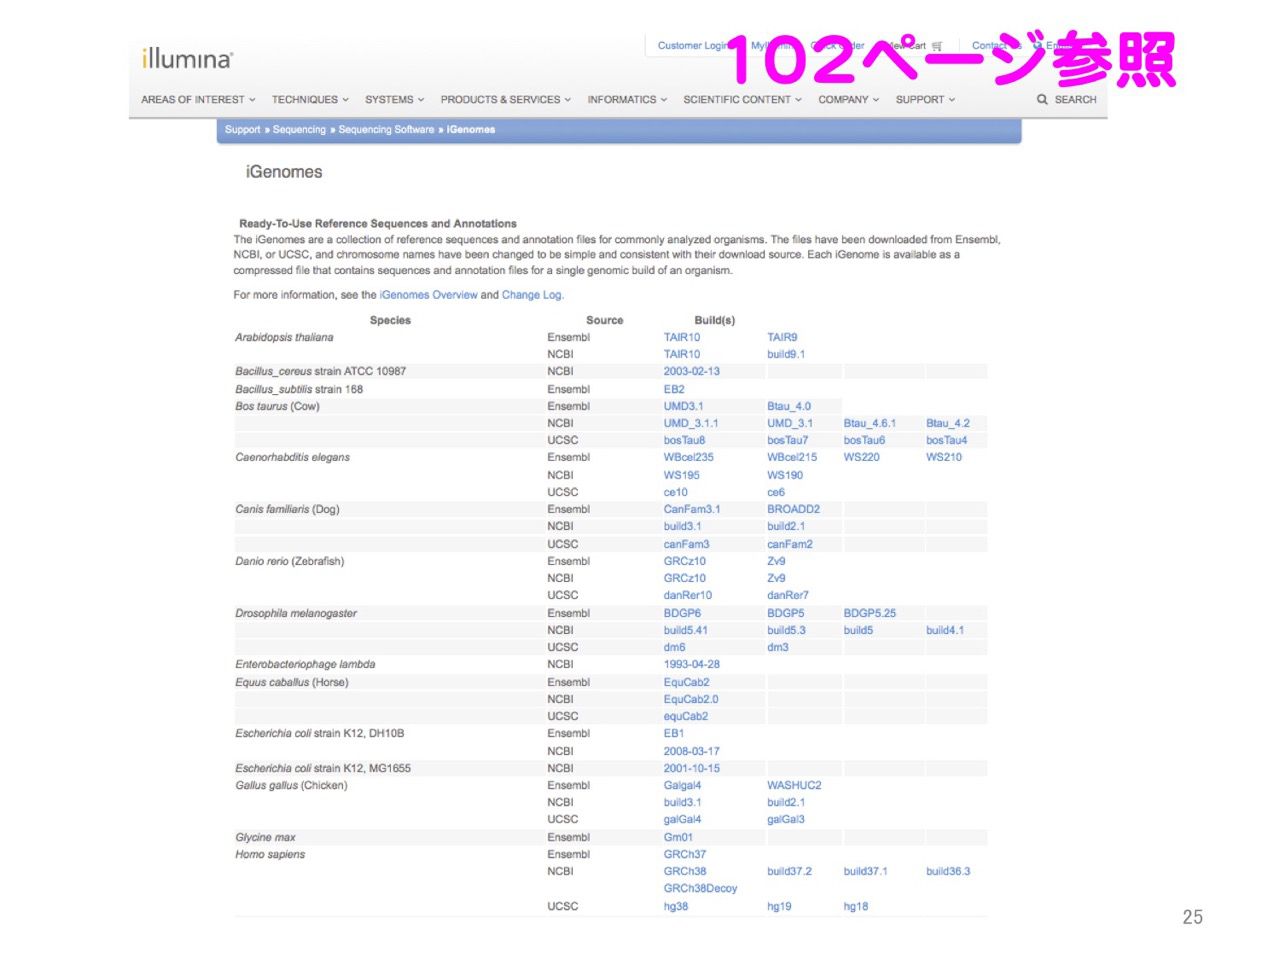 illumina®
Customer Login
102ページ参照
AREAS OF INTEREST TECHNIQUES SYSTEMS PRODUCTS & SERVICES INFORMATICS SCIENTIFIC CONTENT COMPANY SUPPORT SEARCH
Support » Sequencing » Sequencing Software » iGenomes
iGenomes
Ready-To-Use Reference Sequences and Annotations
The iGenomes are a collection of reference sequences and annotation files for commonly analyzed organisms. The files have been downloaded from Ensembl,
NCBI, or UCSC, and chromosome names have been changed to be simple and consistent with their download source. Each iGenome is available as a
compressed file that contains sequences and annotation files for a single genomic build of an organism.
For more information, see the iGenomes Overview and Change Log.
Species Source Build(s)
Arabidopsis thaliana Ensembl TAIR10 TAIR9
NCBI TAIR10 build9.1
Bacillus_cereus strain ATCC 10987 NCBI 2003-02-13
Bacillus_subtilis strain 168 Ensembl EB2
Bos taurus (Cow) Ensembl UMD3.1 Btau_4.0
NCBI UMD_3.1.1 UMD_3.1 Btau_4.6.1 Btau_4.2
UCSC bosTau8 bosTau7 bosTau6 bosTau4
Caenorhabditis elegans Ensembl WBcel235 WBcel215 WS220 WS210
NCBI WS195 WS190
UCSC ce10 ce6
Canis familiaris (Dog) Ensembl CanFam3.1 BROADD2
NCBI build3.1 build2.1
UCSC canFam3 canFam2
Danio rerio (Zebrafish) Ensembl GRCz10 Zv9
NCBI GRCz10 Zv9
UCSC danRer10 danRer7
Drosophila melanogaster Ensembl BDGP6 BDGP5 BDGP5.25
NCBI build5.41 build5.3 build5 build4.1
UCSC dm6 dm3
Enterobacteriophage lambda NCBI 1993-04-28
Equus caballus (Horse) Ensembl EquCab2
NCBI EquCab2.0
UCSC equCab2
Escherichia coli strain K12, DH10B Ensembl EB1
NCBI 2008-03-17
Escherichia coli strain K12, MG1655 NCBI 2001-10-15
Gallus gallus (Chicken) Ensembl Galgal4 WASHUC2
NCBI build3.1 build2.1
UCSC galGal4 galGal3
Glycine max Ensembl Gm01
Homo sapiens Ensembl GRCh37
NCBI GRCh38 build37.2 build37.1 build36.3
GRCh38Decoy
UCSC hg38 hg19 hg18
25